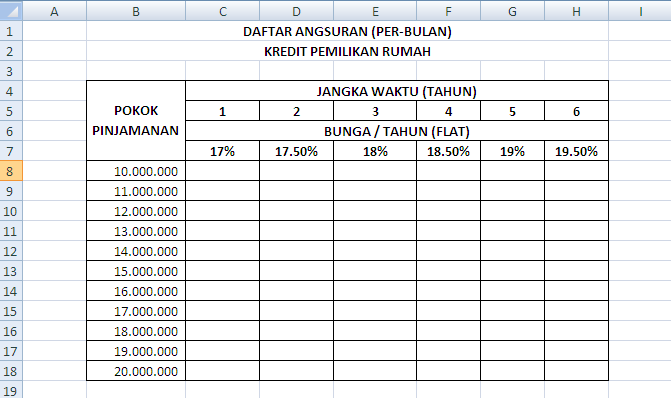 A B C D E F G H I
1 DAFTAR ANGSURAN (PER-BULAN)
2 KREDIT PEMILIKAN RUMAH
3
4 JANGKA WAKTU (TAHUN)
5 POKOK 1 2 3 4 5 6
6 PINJAMANAN BUNGA / TAHUN (FLAT)
7 17% 17.50% 18% 18.50% 19% 19.50%
8 10.000.000
9 11.000.000
10 12.000.000
11 13.000.000
12 14.000.000
13 15.000.000
14 16.000.000
15 17.000.000
16 18.000.000
17 19.000.000
18 20.000.000
19